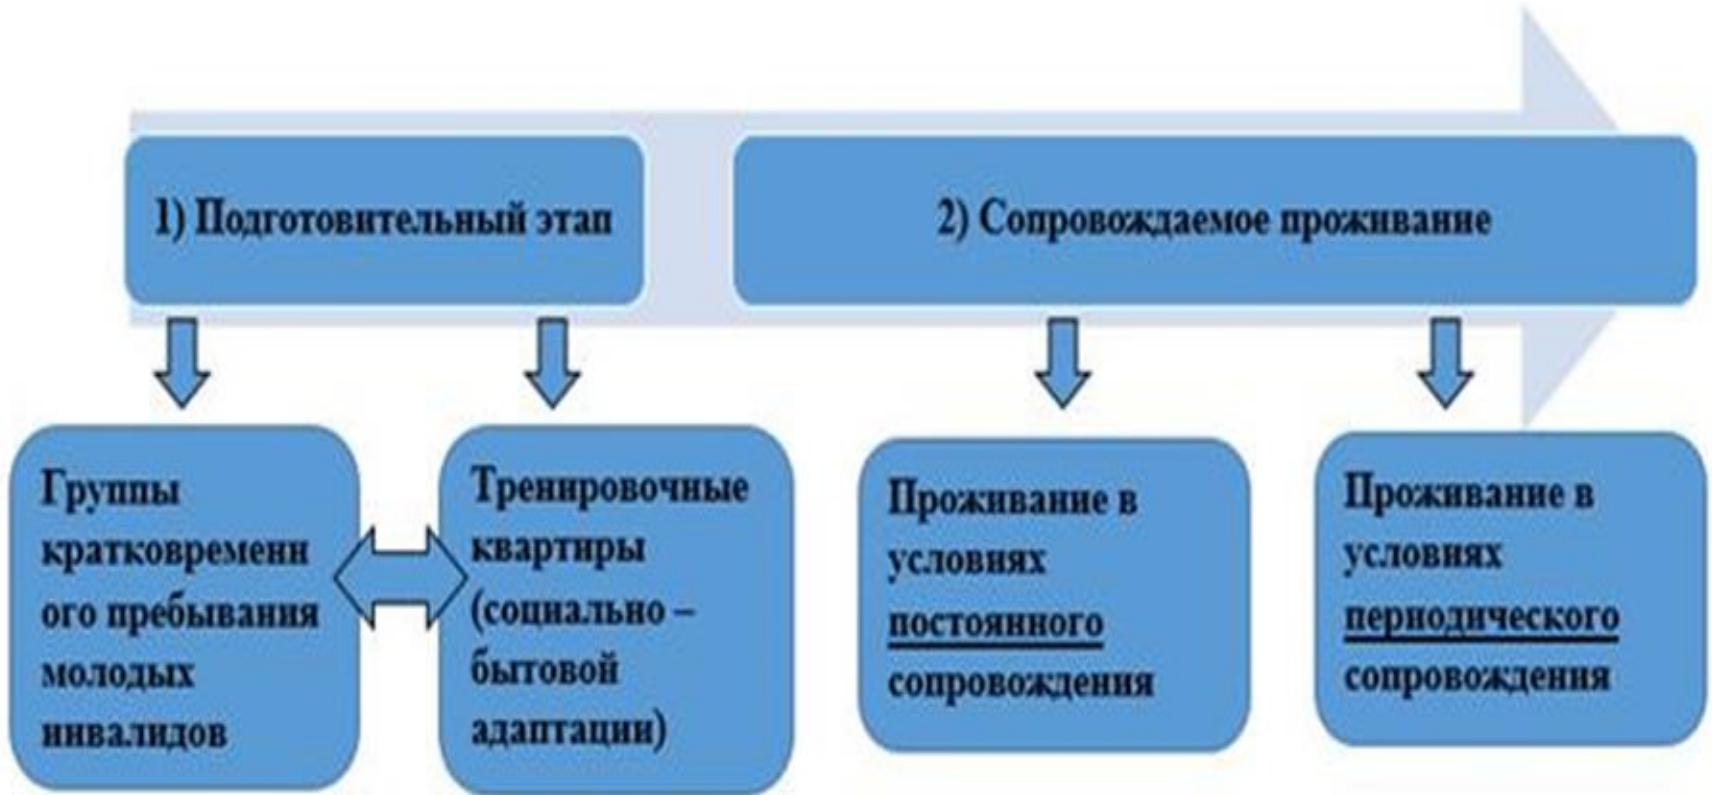 1) Подготовительный этап
2) Сопровождаемое проживание
Группы
кратковременн
ого пребывания
молодых
инвалидов
Тренировочные
квартиры
(социально –
бытовой
адаптации)
Проживание в
условиях
постоянного
сопровождения
Проживание в
условиях
периодического
сопровождения